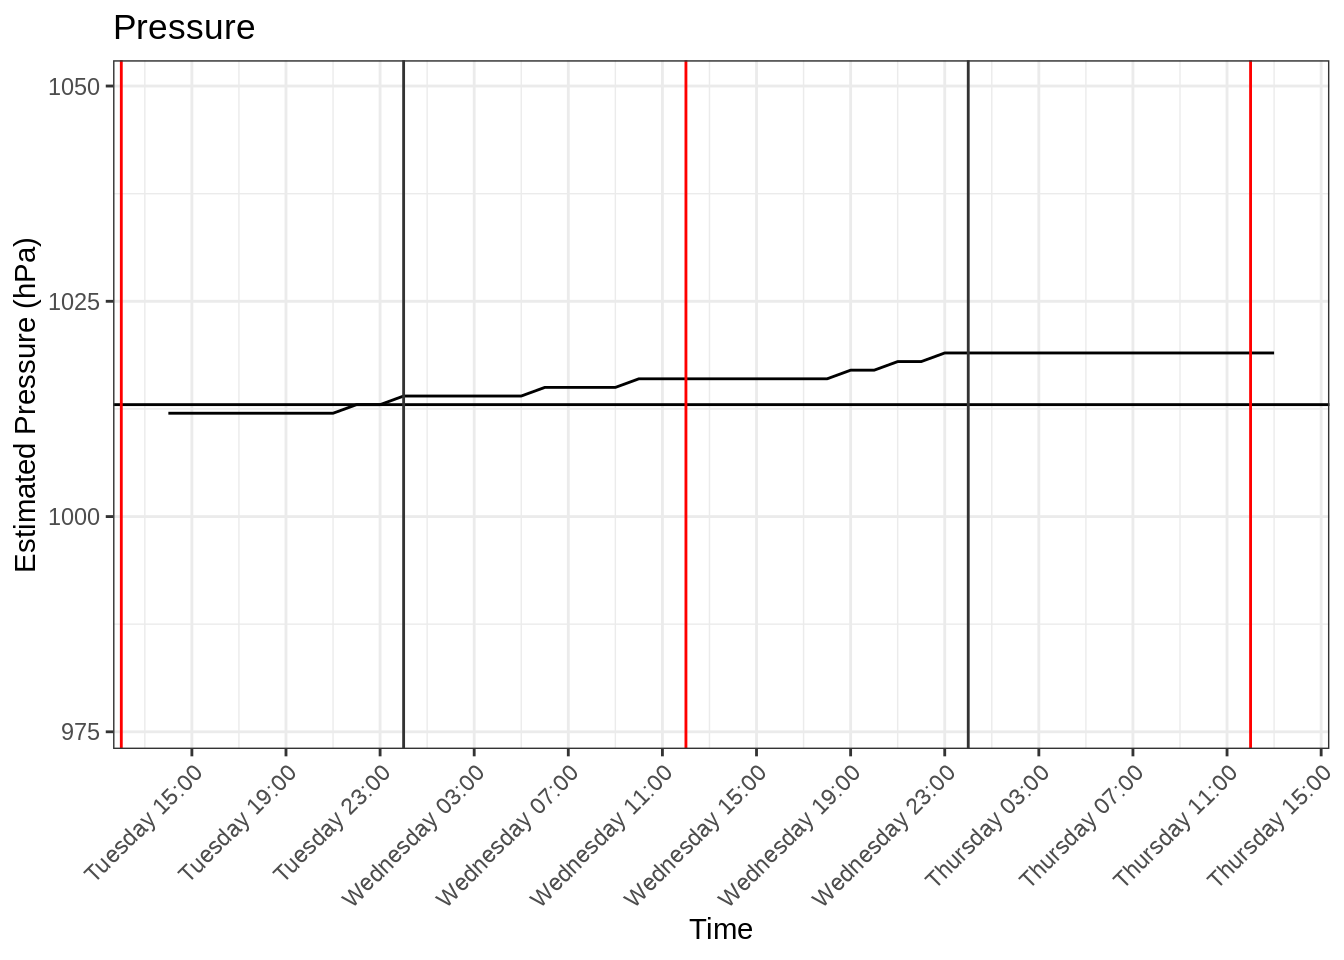 Pressure
Estimated Pressure (hPa)
1050
1025
1000
975
Tuesday 15:00
Tuesday 19:00
Tuesday 23:00
Wednesday 03:00
Wednesday 07:00
Wednesday 11:00
Wednesday 15:00
Wednesday 19:00
Wednesday 23:00
Thursday 03:00
Thursday 07:00
Thursday 11:00
Thursday 15:00
Time